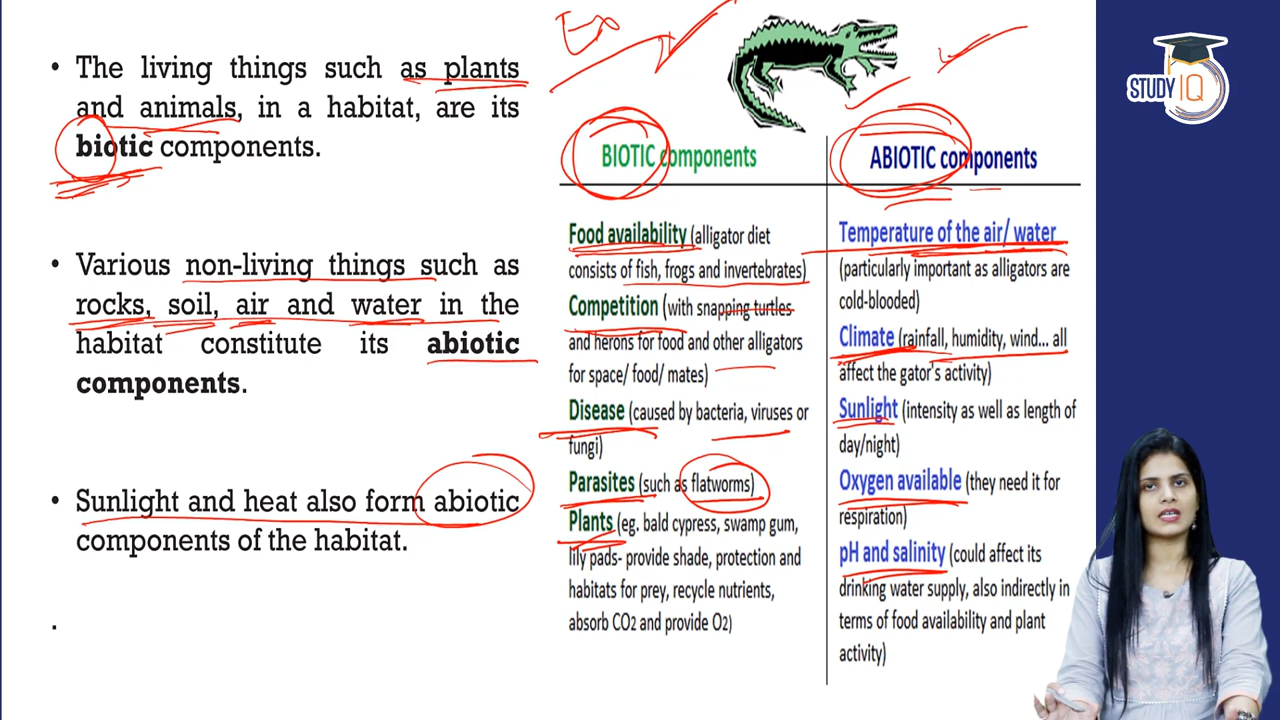 • The living things such as plants
and animals, in a habitat, are its
biotic components.
• Various non-living things such as
rocks, soil, air and water in the
habitat constitute its abiotic
components.
• Sunlight and heat also form abiotic
components of the habitat.
.
BIOTIC components
Food availability (alligator diet
consists of fish, frogs and invertebrates)
Competition (with snapping turtles
and herons for food and other alligators
for space/ food/ mates)
Disease (caused by bacteria, viruses or
fungi)
Parasites (such as flatworms)
Plants (eg. bald cypress, swamp gum,
lily pads- provide shade, protection and
habitats for prey, recycle nutrients,
absorb CO2 and provide O2)
ABIOTIC components
Temperature of the air/ water
(particularly important as alligators are
cold-blooded)
Climate (rainfall, humidity, wind... all
affect the gator's activity)
Sunlight (intensity as well as length of
day/night)
Oxygen available (they need it for
respiration)
pH and salinity (could affect its
drinking water supply, also indirectly in
terms of food availability and plant
activity)
STUDY IQ